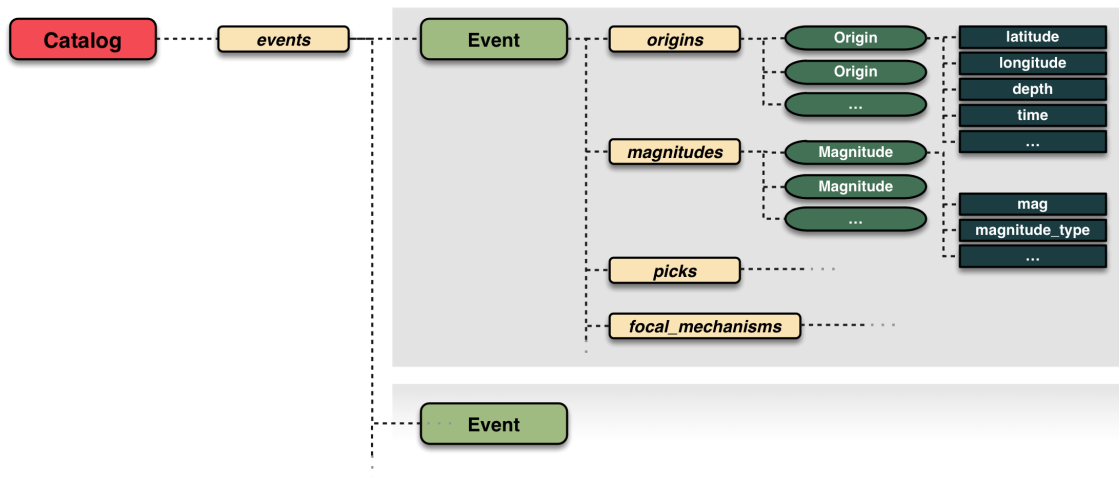 Catalog
events
Event
origins
Origin
Origin
...
latitude
longitude
depth
time
...
magnitudes
Magnitude
Magnitude
...
mag
magnitude_type
...
picks
focal_mechanisms
Event